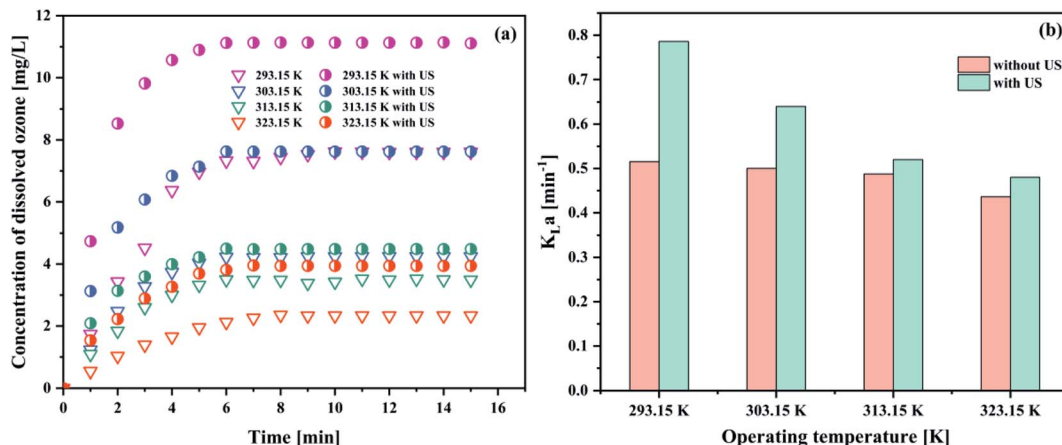 (a)
Concentration of dissolved ozone [mg/L]
12
10
8
6
4
2
0
293.15 K 293.15 K with US
303.15 K 303.15 K with US
313.15 K 313.15 K with US
323.15 K 323.15 K with US
0 2 4 6 8 10 12 14 16
Time [min]
(b)
K_La [min⁻¹]
0.8
0.7
0.6
0.5
0.4
0.3
0.2
0.1
0.0
without US
with US
293.15 K 303.15 K 313.15 K 323.15 K
Operating temperature [K]